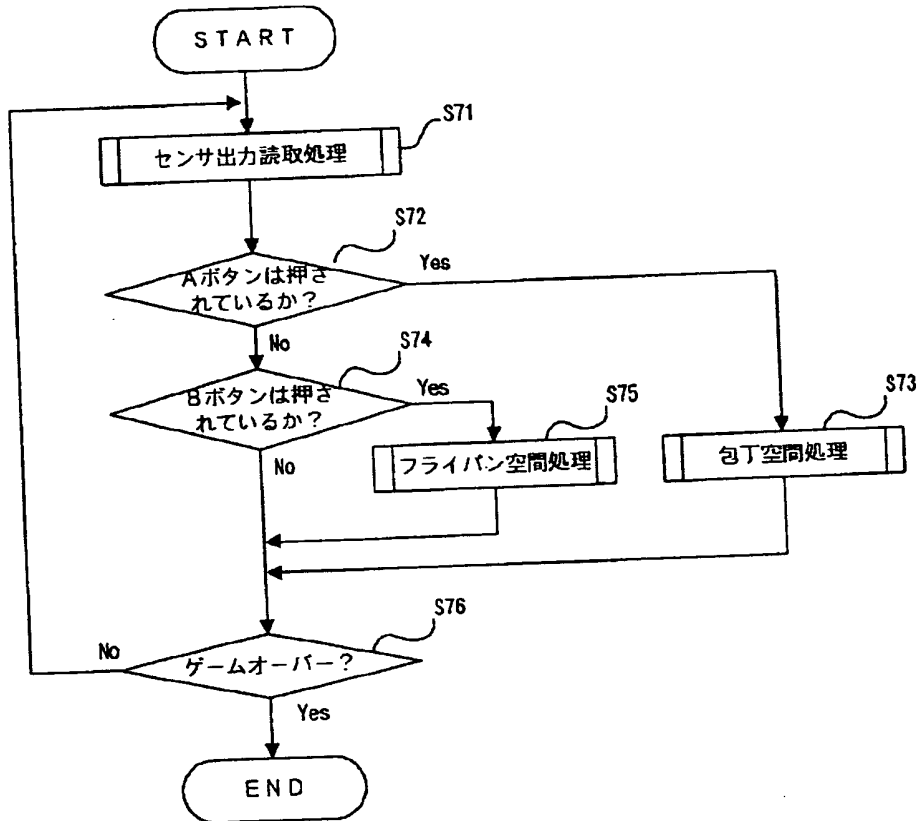 START
S71
センサ出力読取処理
S72
Aボタンは押さ
れているか？
Yes
No
S74
Bボタンは押さ
れているか？
Yes
No
S75
フライパン空間処理
S73
包丁空間処理
S76
ゲームオーバー？
No
Yes
END